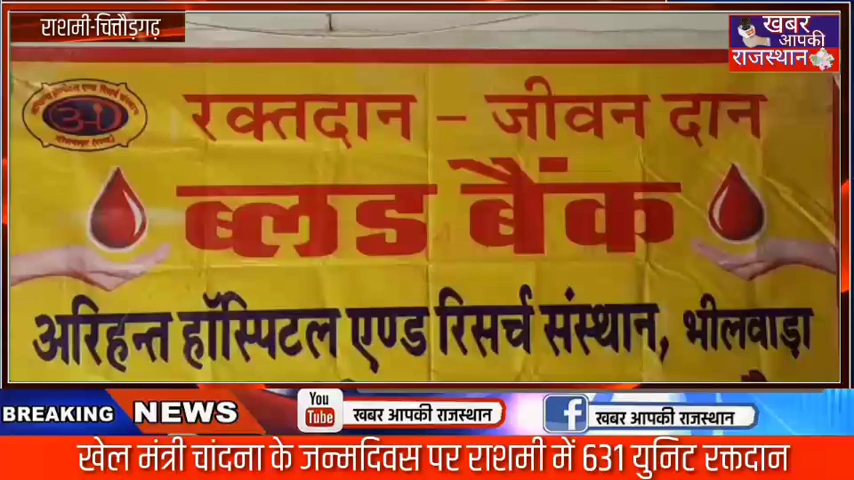 राशमी-चित्तौड़गढ़
खबर
आपकी
राजस्थान
रक्तदान - जीवन दान
ब्लड बैंक
अरिहन्त हॉस्पिटल एण्ड रिसर्च संस्थान, भीलवाड़ा
BREAKING NEWS
You
Tube
खबर आपकी राजस्थान
f खबर आपकी राजस्थान
खेल मंत्री चांदना के जन्मदिवस पर राशमी में 631 युनिट रक्तदान